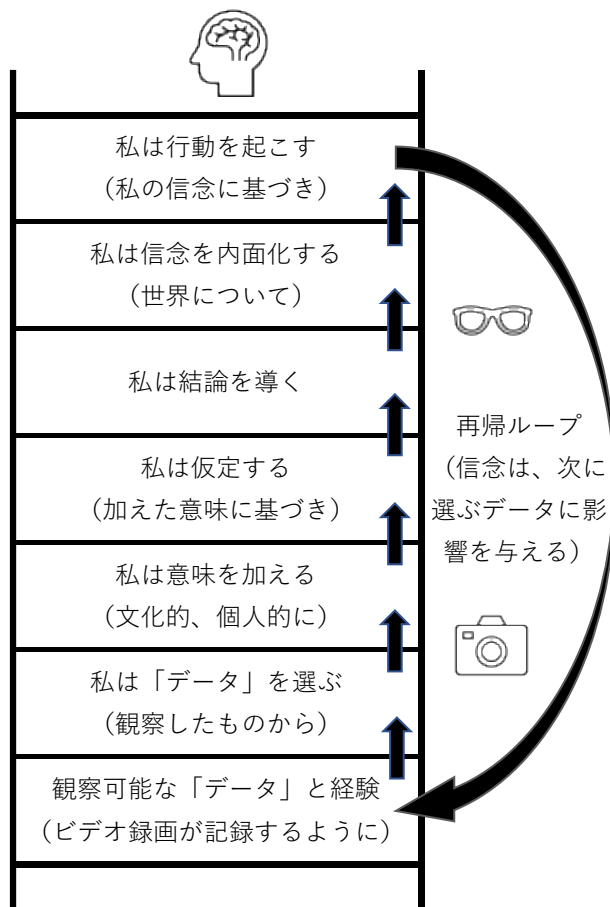 私は行動を起こす
(私の信念に基づき)
私は信念を内面化する
(世界について)
私は結論を導く
私は仮定する
(加えた意味に基づき)
私は意味を加える
(文化的、個人的に)
私は「データ」を選ぶ
(観察したものから)
観察可能な「データ」と経験
(ビデオ録画が記録するように)
再帰ループ
(信念は、次に
選ぶデータに影
響を与える)